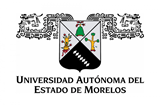 UNIVERSIDAD AUTÓNOMA DEL
ESTADO DE MORELOS